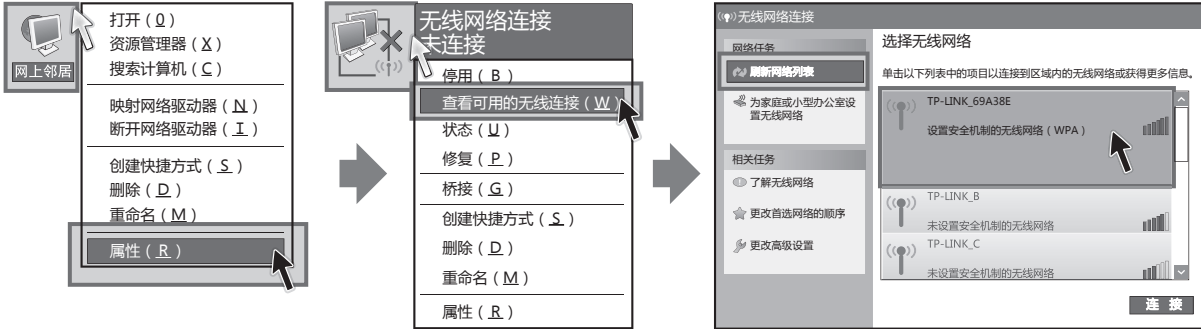 网上邻居
打开（0）
资源管理器（X）
搜索计算机（C）
映射网络驱动器（N）
断开网络驱动器（I）
创建快捷方式（S）
删除（D）
重命名（M）
属性（R）
无线网络连接
未连接
停用（B）
查看可用的无线连接（W）
状态（U）
修复（P）
桥接（G）
创建快捷方式（S）
删除（D）
重命名（M）
属性（R）
无线网络连接
网络任务
刷新网络列表
为家庭或小型办公室设
置无线网络
相关任务
了解无线网络
更改首选网络的顺序
更改高级设置
选择无线网络
单击以下列表中的项目以连接到区域内的无线网络或获得更多信息。
TP-LINK_69A38E
设置安全机制的无线网络（WPA）
TP-LINK_B
未设置安全机制的无线网络
TP-LINK_C
未设置安全机制的无线网络
连 接